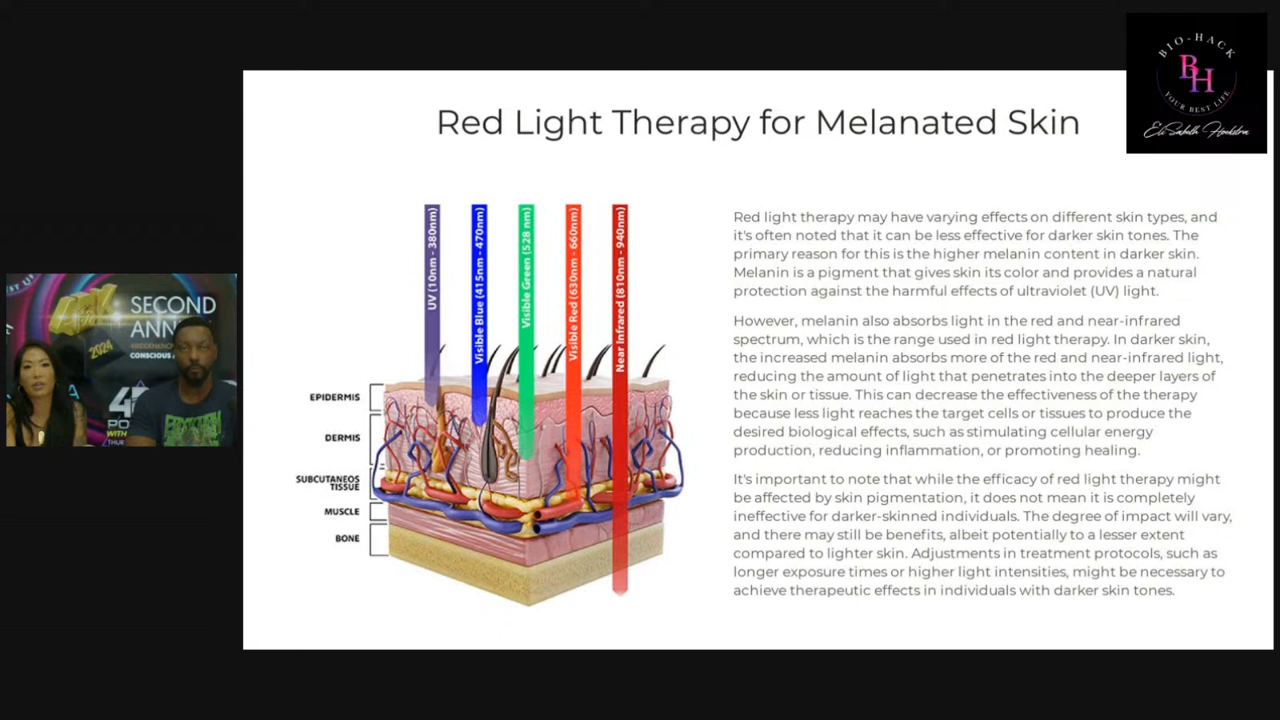 BIO-HACK
BH
YOUR BEST LIFE
Red Light Therapy for Melanated Skin
UV (10nm - 380nm)
Visible Blue (415nm - 470nm)
Visible Green (528 nm)
Visible Red (630nm - 660nm)
Near Infrared (810nm - 940nm)
EPIDERMIS
DERMIS
SUBCUTANEOS
TISSUE
MUSCLE
BONE
Red light therapy may have varying effects on different skin types, and
it's often noted that it can be less effective for darker skin tones. The
primary reason for this is the higher melanin content in darker skin.
Melanin is a pigment that gives skin its color and provides a natural
protection against the harmful effects of ultraviolet (UV) light.
However, melanin also absorbs light in the red and near-infrared
spectrum, which is the range used in red light therapy. In darker skin,
the increased melanin absorbs more of the red and near-infrared light,
reducing the amount of light that penetrates into the deeper layers of
the skin or tissue. This can decrease the effectiveness of the therapy
because less light reaches the target cells or tissues to produce the
desired biological effects, such as stimulating cellular energy
production, reducing inflammation, or promoting healing.
It's important to note that while the efficacy of red light therapy might
be affected by skin pigmentation, it does not mean it is completely
ineffective for darker-skinned individuals. The degree of impact will vary,
and there may still be benefits, albeit potentially to a lesser extent
compared to lighter skin. Adjustments in treatment protocols, such as
longer exposure times or higher light intensities, might be necessary to
achieve therapeutic effects in individuals with darker skin tones.
SECOND
ANN
2024
CONSCIOUS
4
PO
WITH
THUR